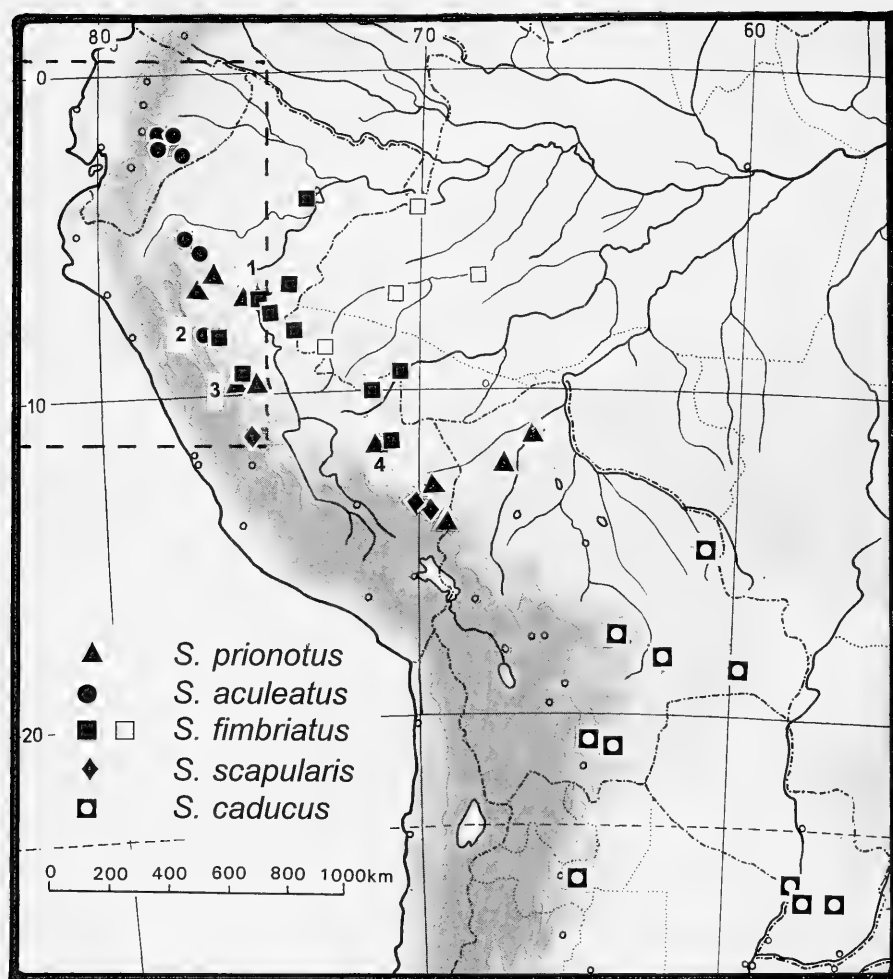 80 70 60
0
1
2
3
10
4
S. prionotus
S. aculeatus
20 S. fimbriatus
S. scapularis
S. caducus
0 200 400 600 800 1000km